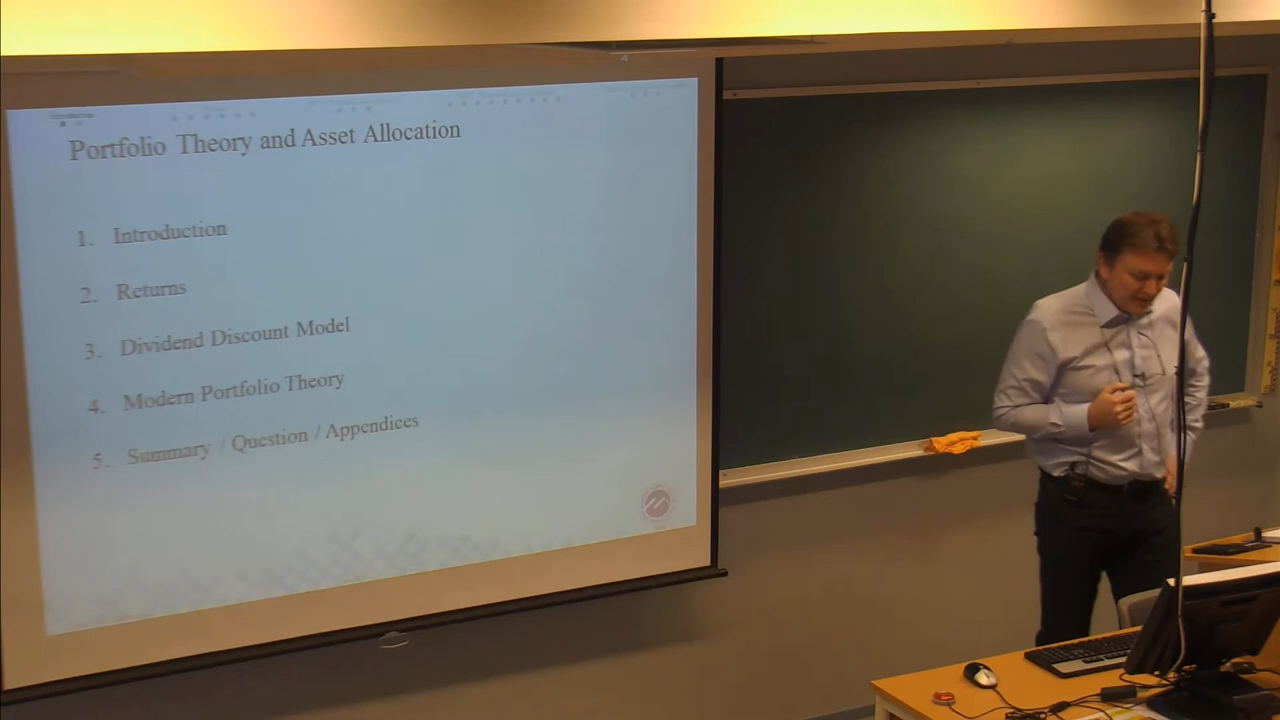 Introduction
Portfolio Theory and Asset Allocation
1. Introduction
2. Returns
3. Dividend Discount Model
4. Modern Portfolio Theory
5. Summary / Question / Appendices